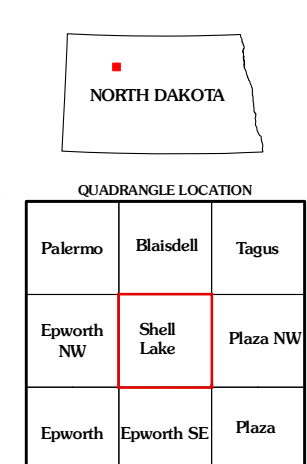 NORTH DAKOTA
QUADRANGLE LOCATION
Palermo
Blaisdell
Tagus
Epworth
NW
Shell
Lake
Plaza NW
Epworth
Epworth SE
Plaza